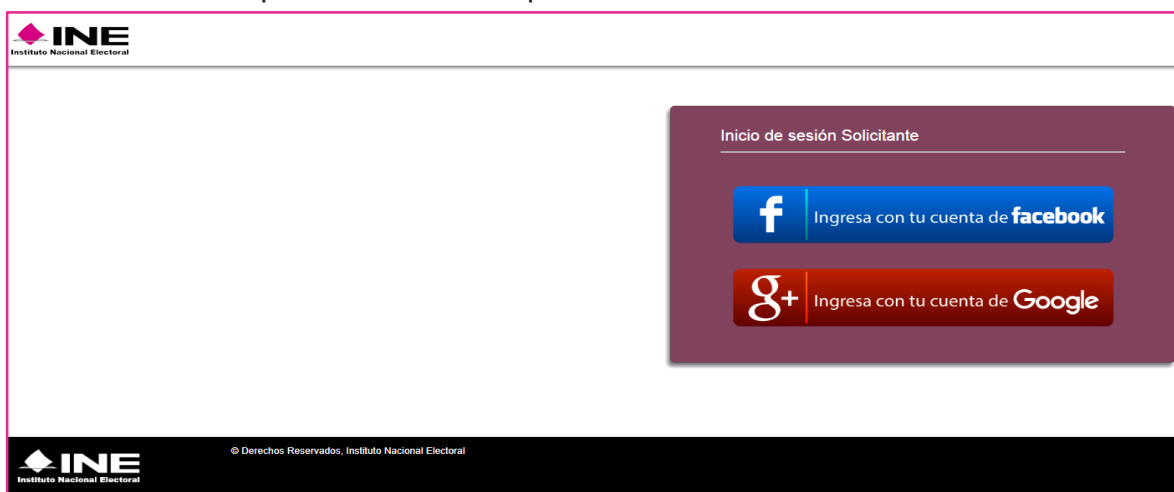 INE
Instituto Nacional Electoral
Inicio de sesión Solicitante
f Ingresa con tu cuenta de facebook
g+ Ingresa con tu cuenta de Google
© Derechos Reservados, Instituto Nacional Electoral
INE
Instituto Nacional Electoral